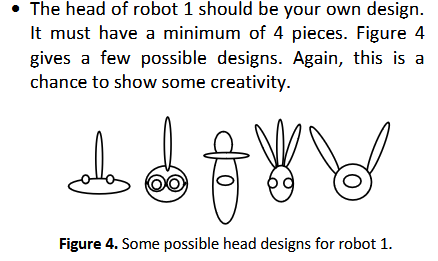 • The head of robot 1 should be your own design.
It must have a minimum of 4 pieces. Figure 4
gives a few possible designs. Again, this is a
chance to show some creativity.
Figure 4. Some possible head designs for robot 1.